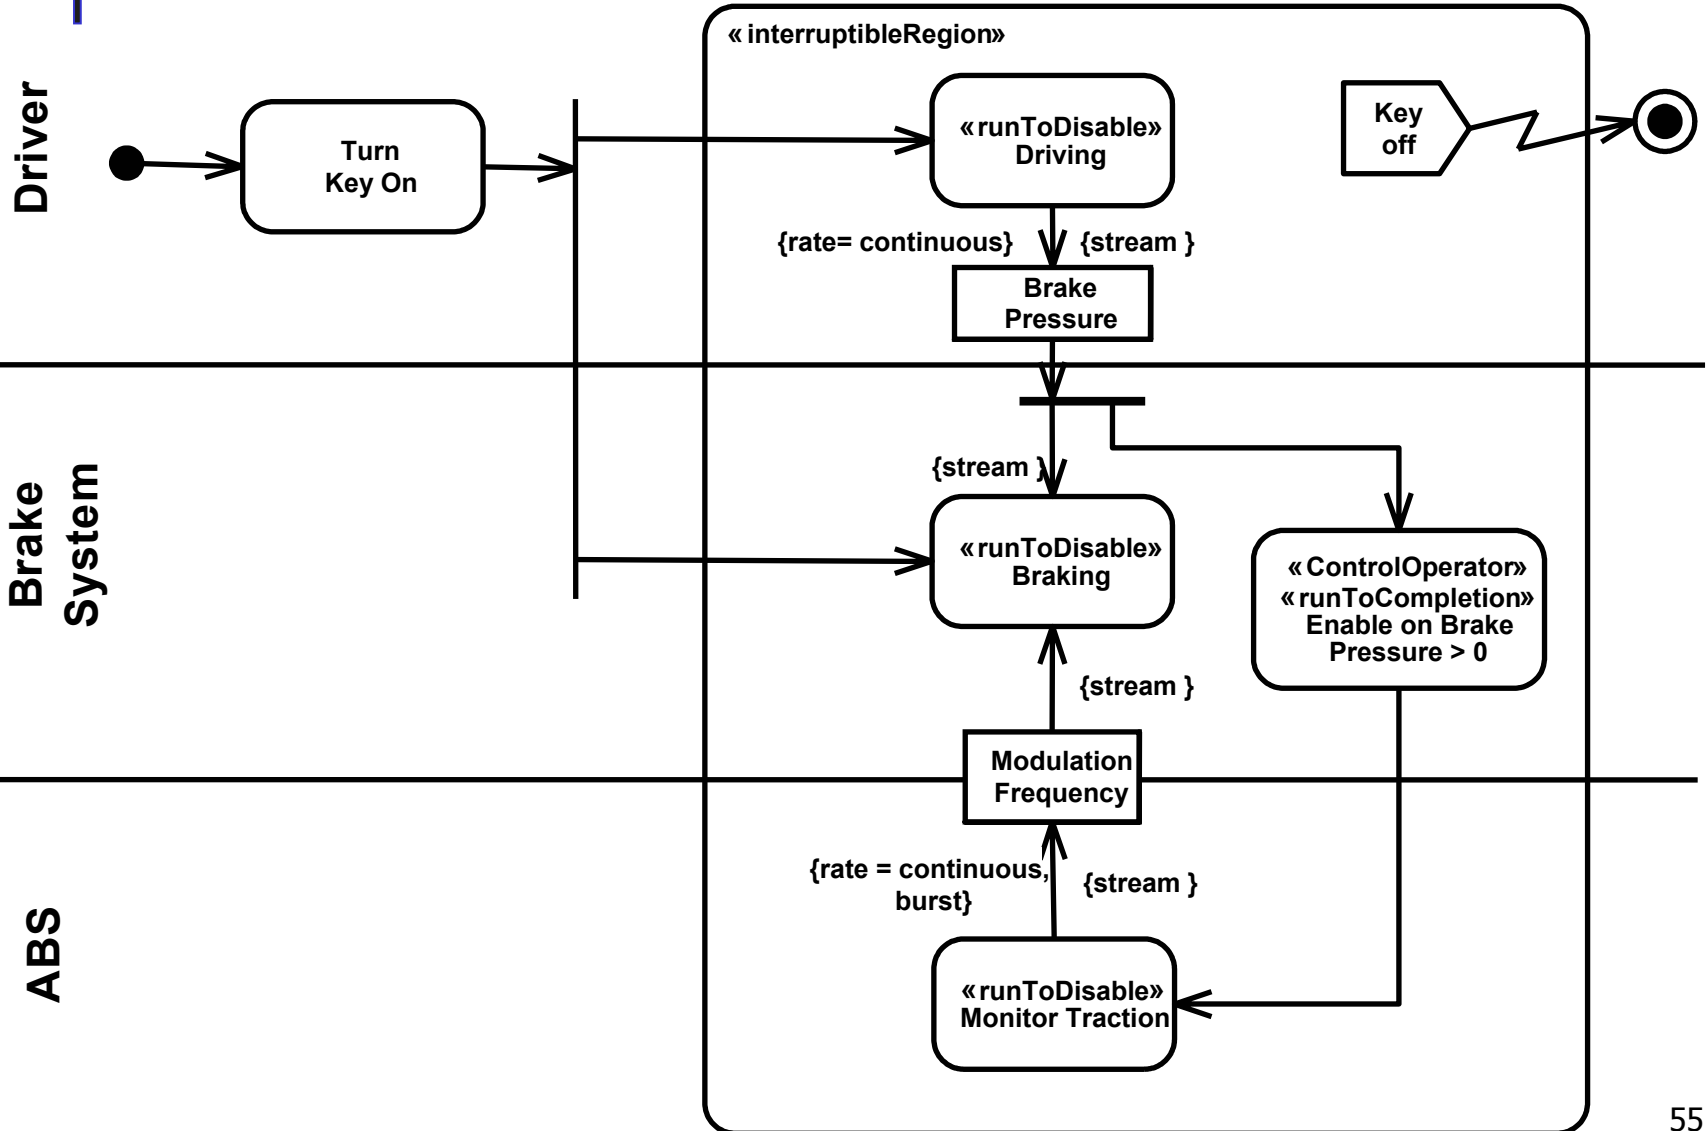 « interruptibleRegion»
Driver
Turn
Key On
«runToDisable»
Driving
Key
off
{rate= continuous}
{stream }
Brake
Pressure
Brake
System
{stream }
«runToDisable»
Braking
«ControlOperator»
«runToCompletion»
Enable on Brake
Pressure > 0
{stream }
Modulation
Frequency
ABS
{rate = continuous,
burst}
{stream }
«runToDisable»
Monitor Traction
55